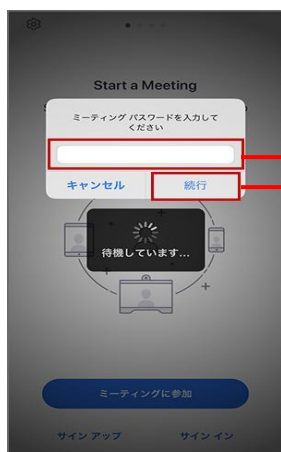 Start a Meeting
ミーティング パスワードを入力して
ください
キャンセル
続行
待機しています...
ミーティングに参加
サイン アップ
サイン イン